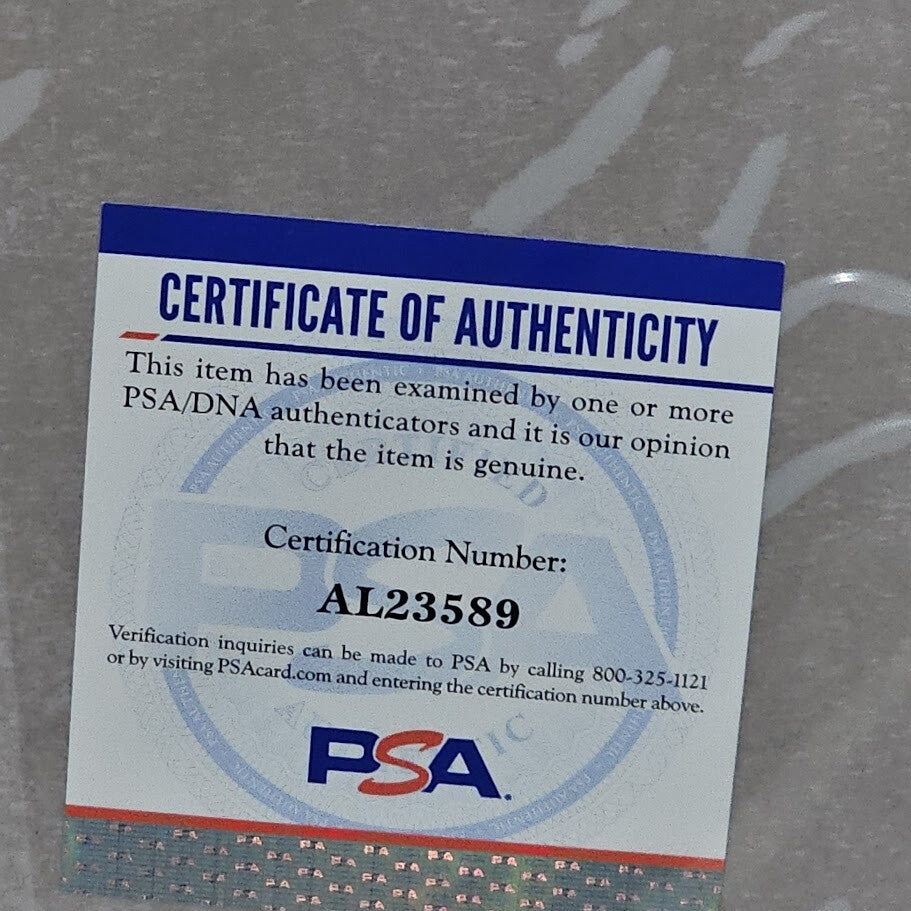 CERTIFICATE OF AUTHENTICITY
This item has been examined by one or more
PSA/DNA authenticators and it is our opinion
that the item is genuine.
Certification Number:
AL23589
Verification inquiries can be made to PSA by calling 800-325-1121
or by visiting PSAcard.com and entering the certification number above.
PSA.